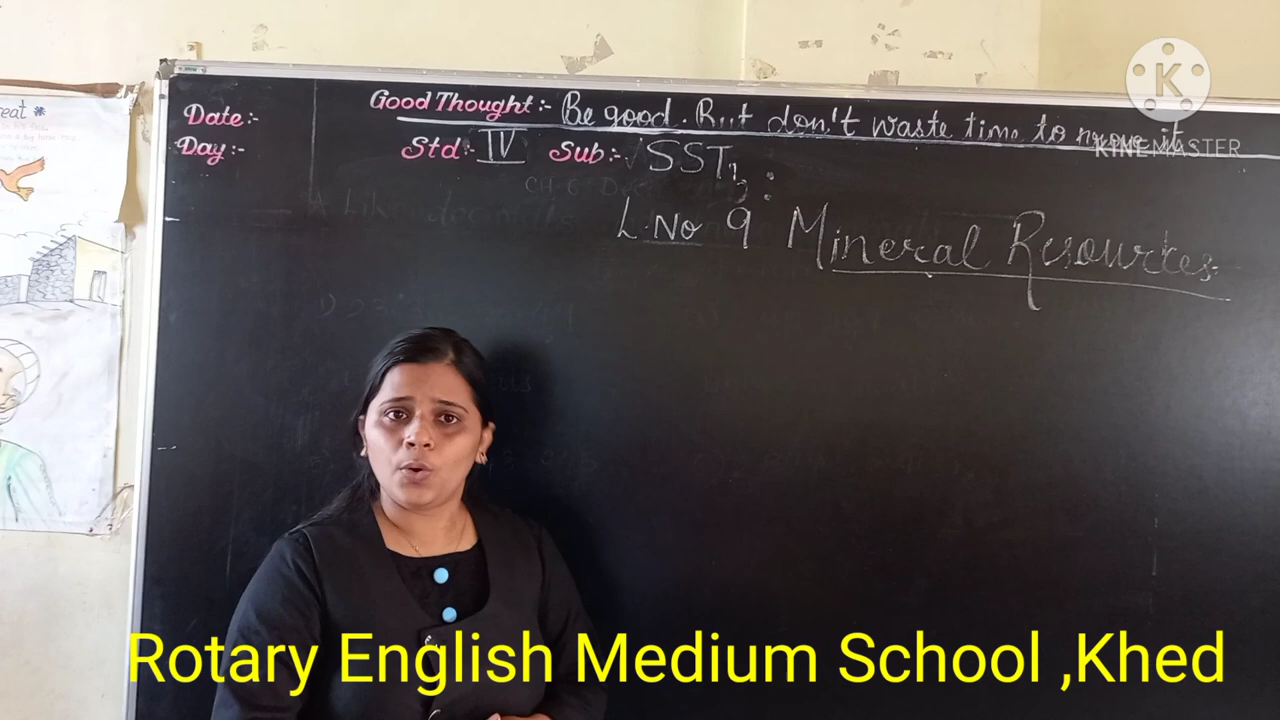 eat *
Date:-
Good Thought:- Be good. But don't waste time to prove it
K
KINEMASTER
Day:-
Std:- IV Sub:- SST
L. No 9 : Mineral Resources.
Rotary English Medium School ,Khed